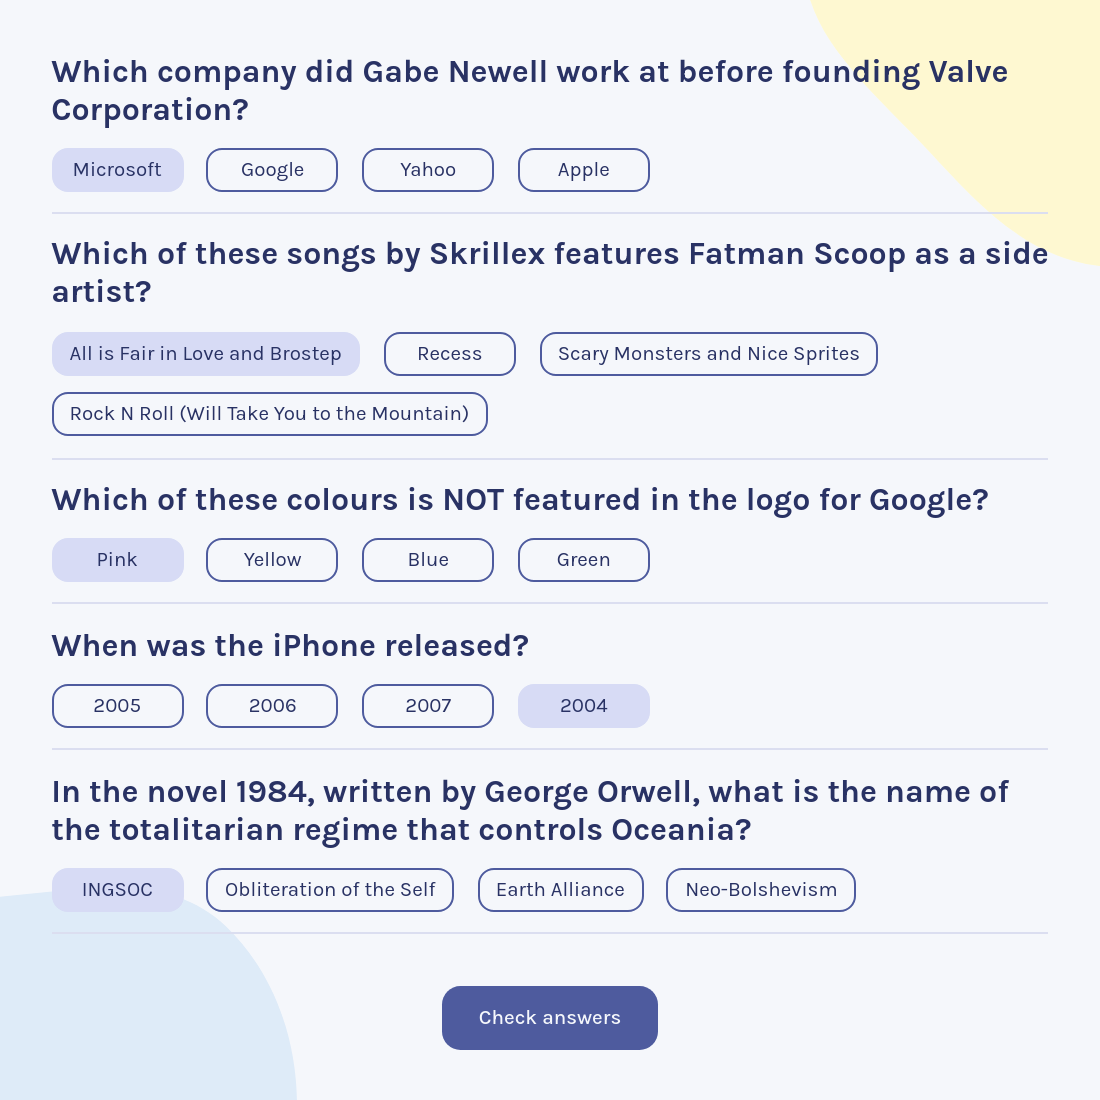 Which company did Gabe Newell work at before founding Valve
Corporation?
Microsoft Google Yahoo Apple
Which of these songs by Skrillex features Fatman Scoop as a side
artist?
All is Fair in Love and Brostep Recess Scary Monsters and Nice Sprites
Rock N Roll (Will Take You to the Mountain)
Which of these colours is NOT featured in the logo for Google?
Pink Yellow Blue Green
When was the iPhone released?
2005 2006 2007 2004
In the novel 1984, written by George Orwell, what is the name of
the totalitarian regime that controls Oceania?
INGSOC Obliteration of the Self Earth Alliance Neo-Bolshevism
Check answers